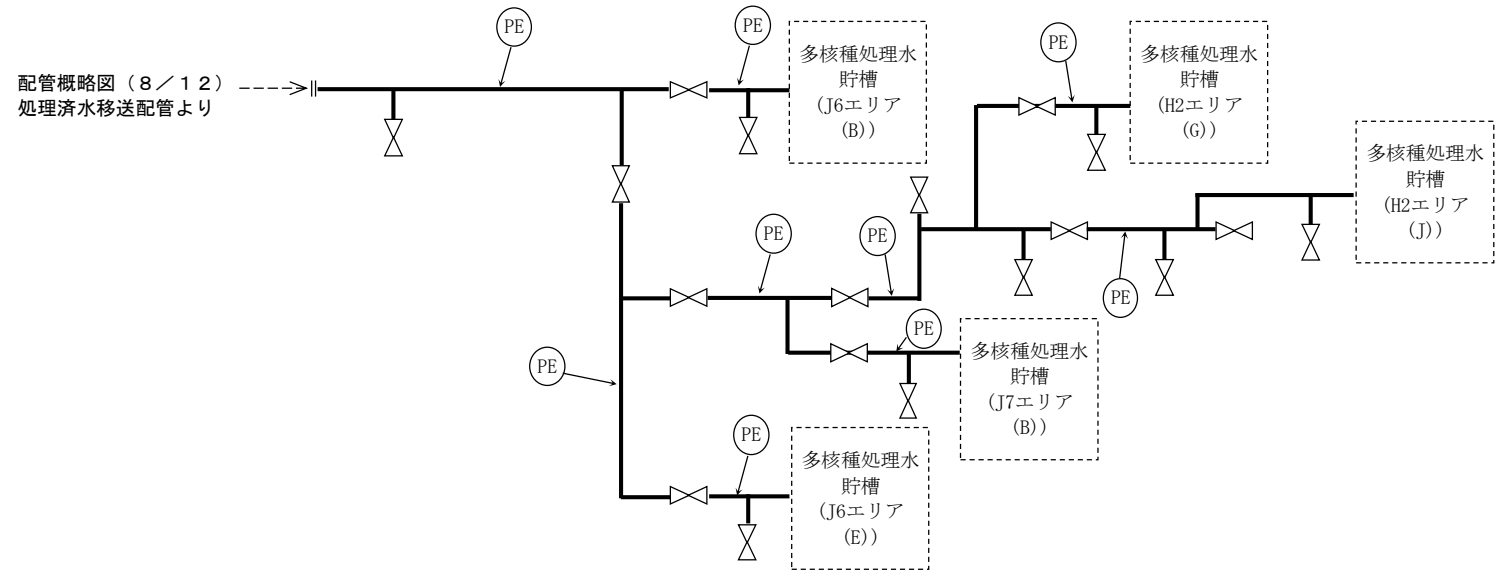 PE
PE
多核種処理水
貯槽
(J6エリア
(B))
配管概略図（８／１２）
処理済水移送配管より
PE
多核種処理水
貯槽
(H2エリア
(G))
多核種処理水
貯槽
(H2エリア
(J))
PE
PE
PE
PE
多核種処理水
貯槽
(J7エリア
(B))
PE
PE
多核種処理水
貯槽
(J6エリア
(E))